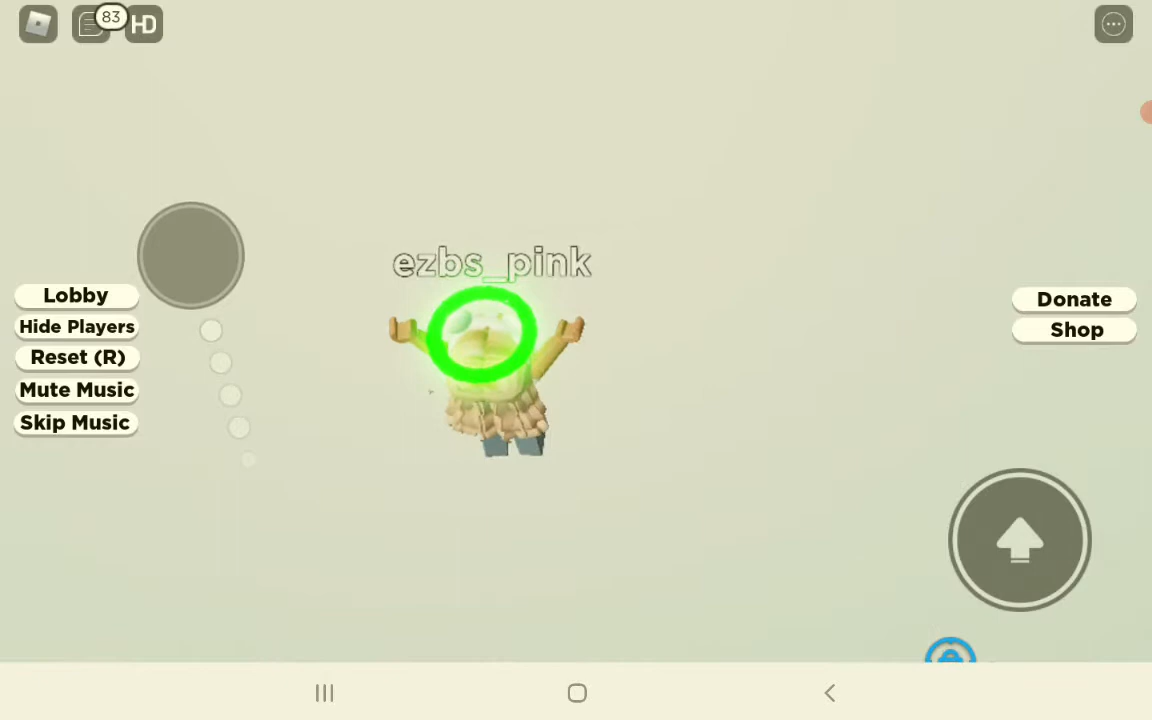 83
HD
ezbs_pink
Lobby
Hide Players
Reset (R)
Mute Music
Skip Music
Donate
Shop